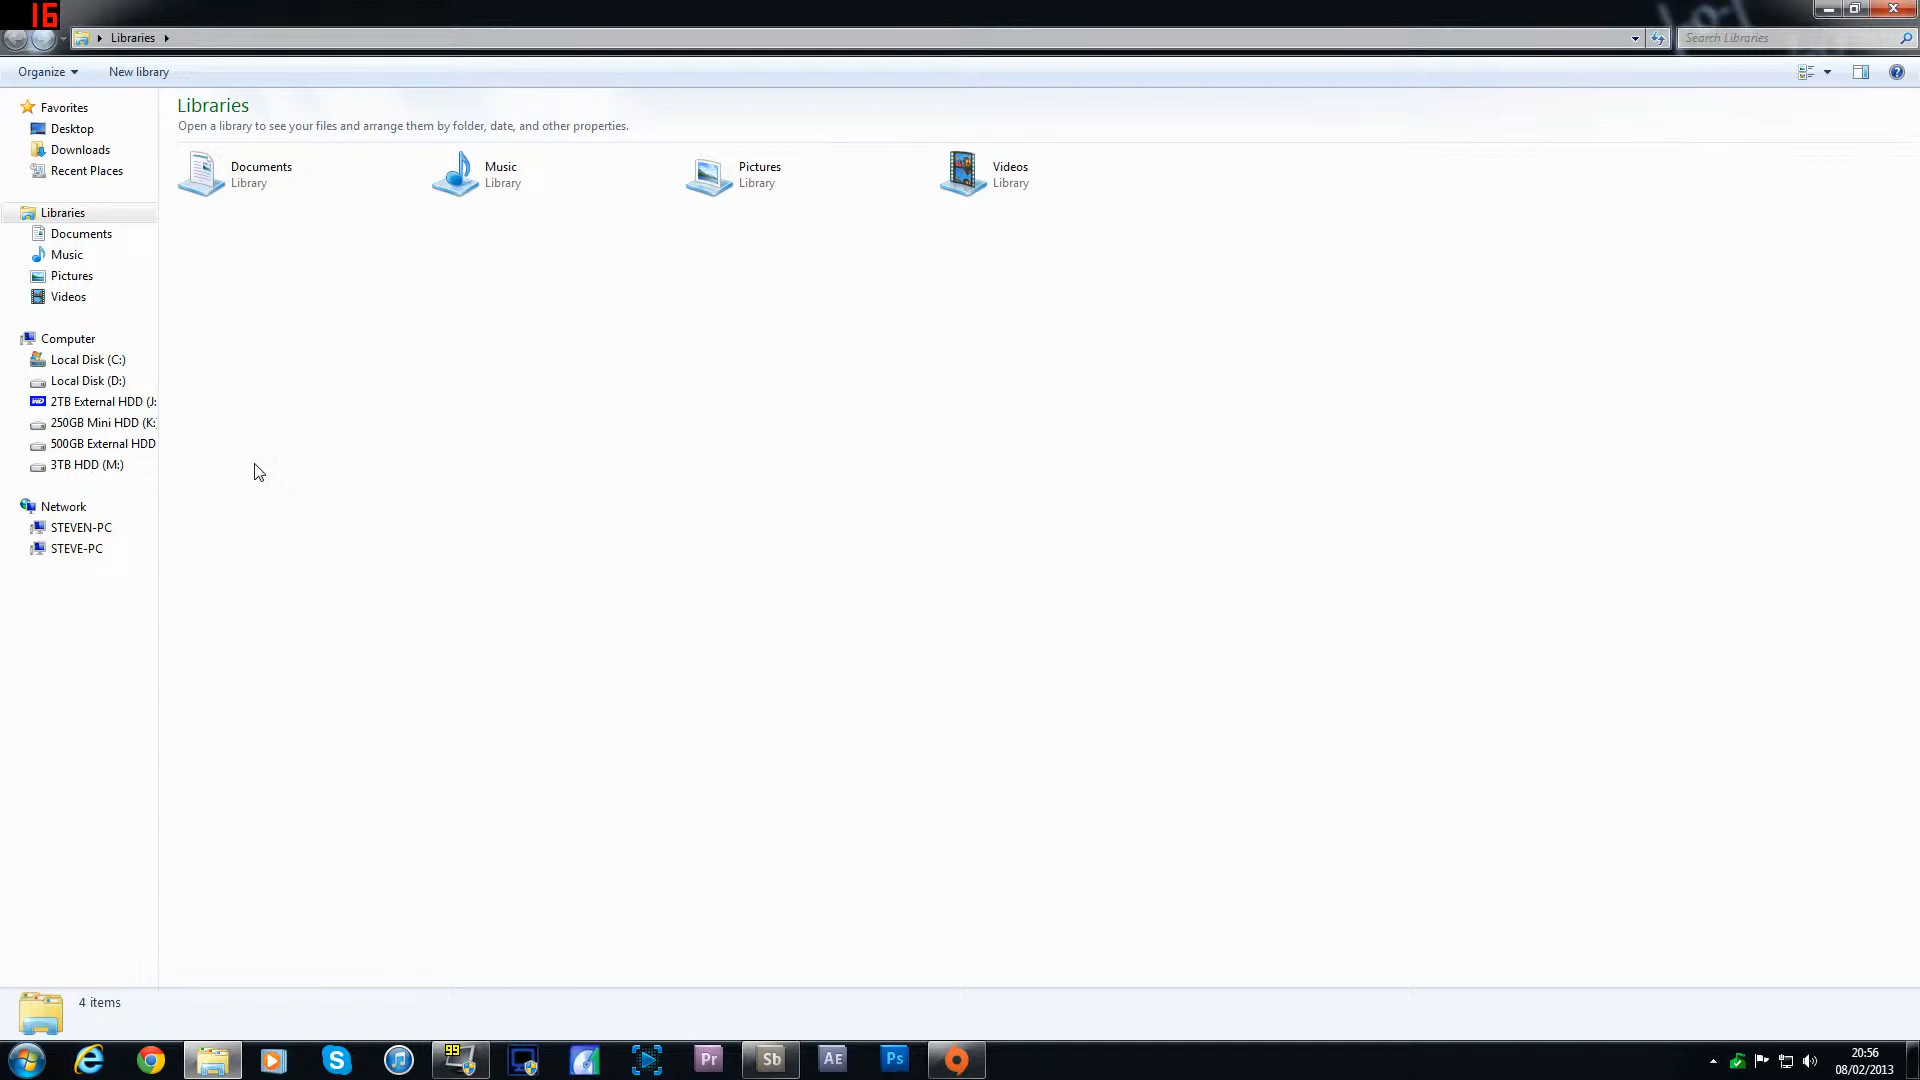 16
Libraries
Search Libraries
Organize
New library
Favorites
Desktop
Downloads
Recent Places
Libraries
Documents
Music
Pictures
Videos
Computer
Local Disk (C:)
Local Disk (D:)
2TB External HDD (J:
250GB Mini HDD (K:
500GB External HDD
3TB HDD (M:)
Network
STEVEN-PC
STEVE-PC
Libraries
Open a library to see your files and arrange them by folder, date, and other properties.
Documents
Library
Music
Library
Pictures
Library
Videos
Library
4 items
WD
S
99
Pr
Sb
AE
Ps
20:56
08/02/2013